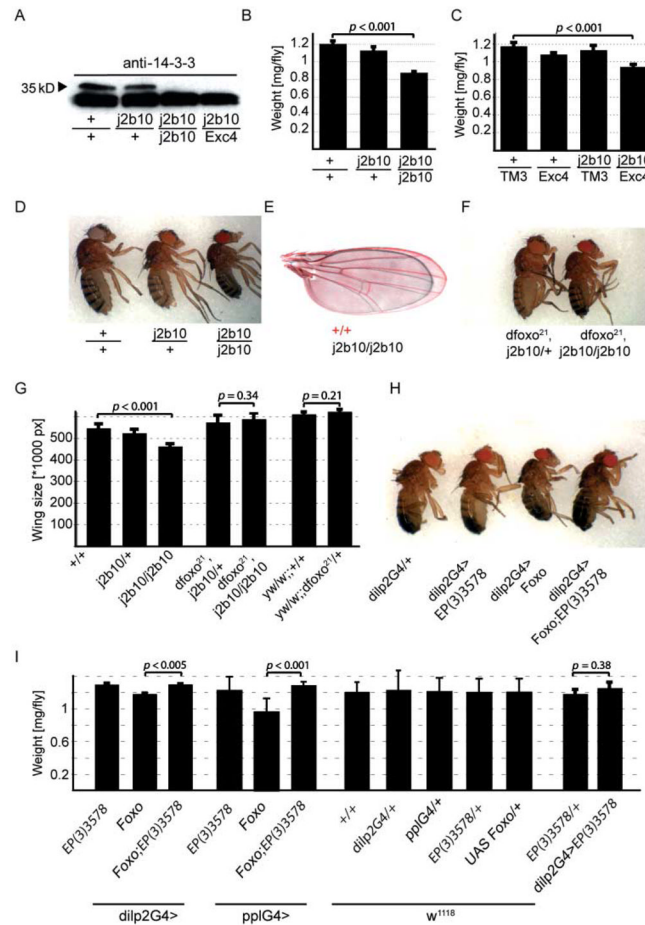 A
anti-14-3-3
35 kD
+ j2b10 j2b10 j2b10
+ + j2b10 Exc4
B
p < 0.001
Weight [mg/fly]
1.2
1
0.8
0.6
0.4
0.2
+ j2b10 j2b10
+ + j2b10
C
p < 0.001
Weight [mg/fly]
1.2
1
0.8
0.6
0.4
0.2
+ + j2b10 j2b10
TM3 Exc4 TM3 Exc4
D
+ j2b10 j2b10
+ + j2b10
E
+/+
j2b10/j2b10
F
dfoxo²¹, dfoxo²¹,
j2b10/+ j2b10/j2b10
G
p < 0.001
p = 0.34
p = 0.21
Wing size [*1000 px]
500
400
300
200
100
+/+
j2b10/+
j2b10/j2b10
dfoxo²¹,
j2b10/+
dfoxo²¹,
j2b10/j2b10
yw/w;;+/+
yw/w;;dfoxo²¹/+
H
dilp2G4/+
dilp2G4>
EP(3)3578
dilp2G4>
Foxo
dilp2G4>
Foxo;EP(3)3578
I
p < 0.005
p < 0.001
p = 0.38
Weight [mg/fly]
1
0.6
0.2
EP(3)3578
Foxo
Foxo;EP(3)3578
EP(3)3578
Foxo
Foxo;EP(3)3578
+/+
dilp2G4/+
pplG4/+
EP(3)3578/+
UAS Foxo/+
EP(3)3578/+
dilp2G4>EP(3)3578
dilp2G4>
pplG4>
w¹¹¹⁸